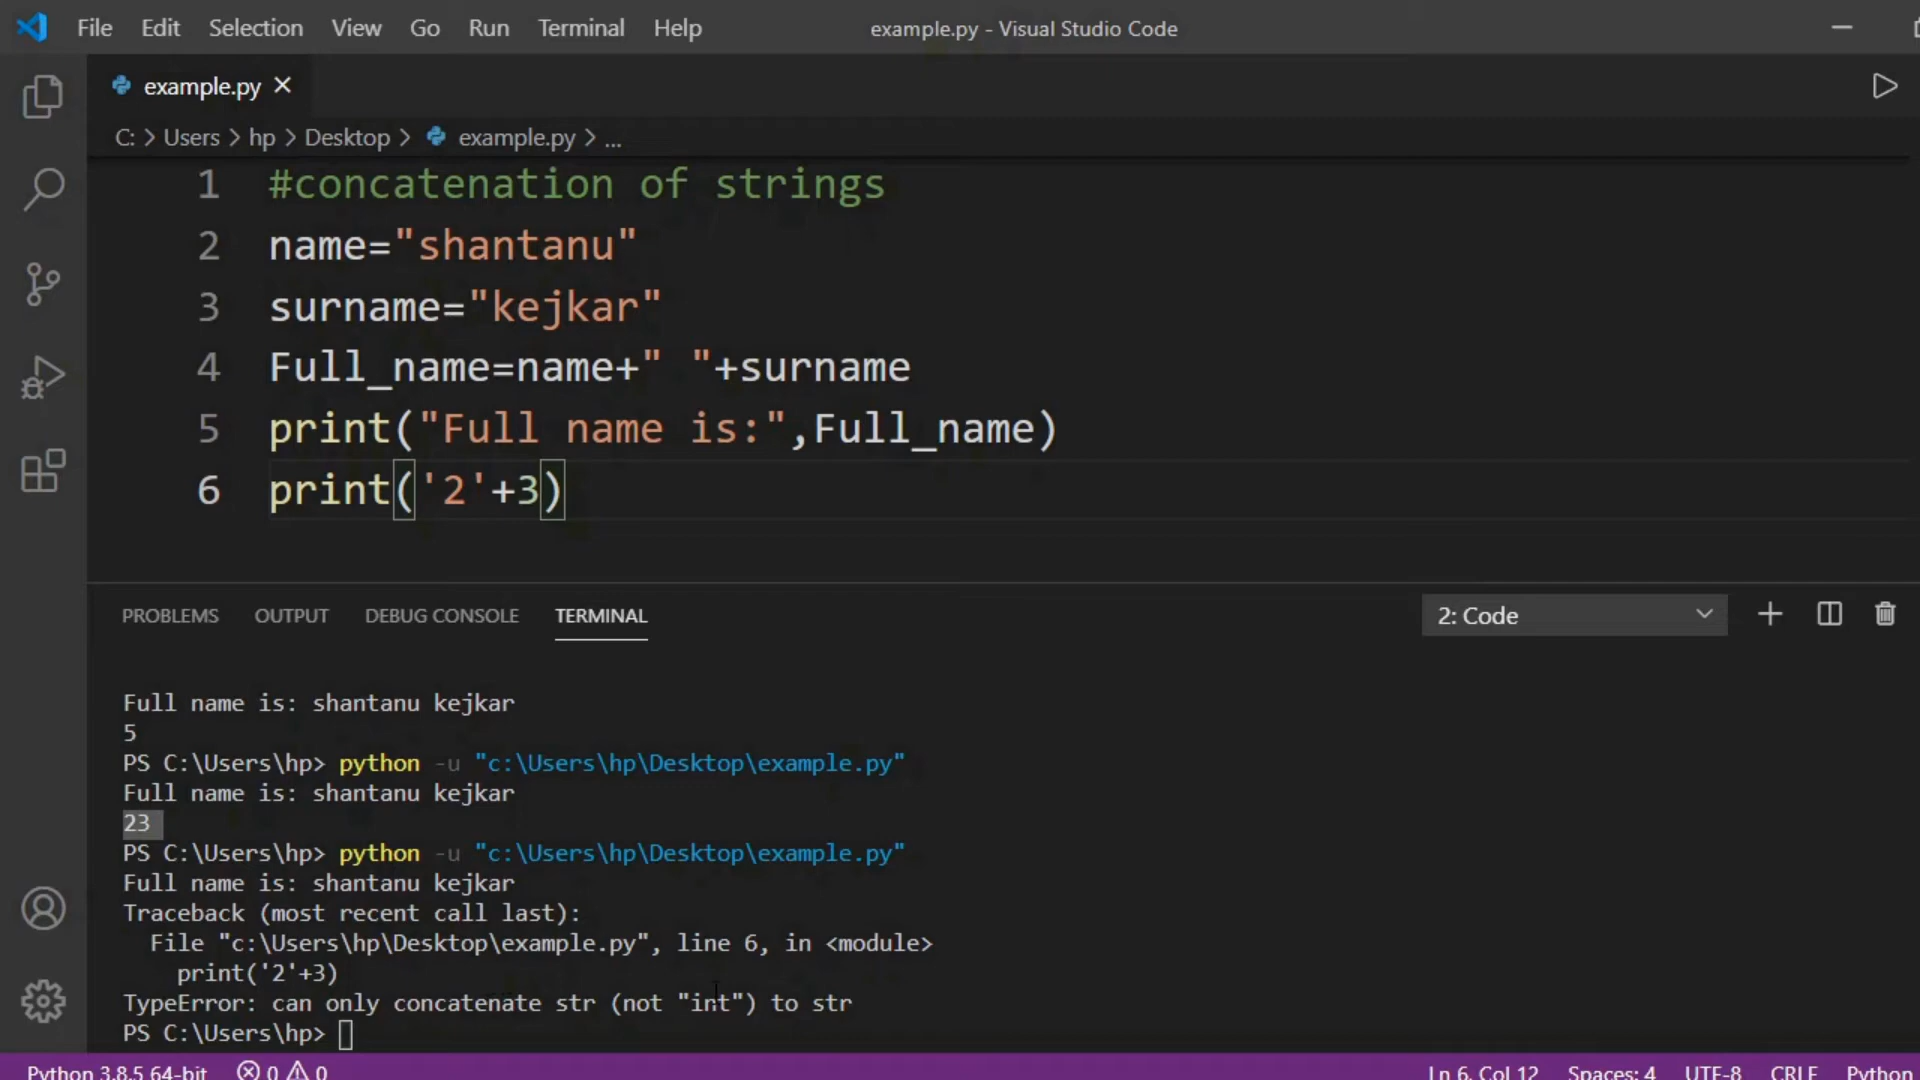 File Edit Selection View Go Run Terminal Help example.py - Visual Studio Code
example.py
C: > Users > hp > Desktop > example.py > ...
1 #concatenation of strings
2 name="shantanu"
3 surname="kejkar"
4 Full_name=name+" "+surname
5 print("Full name is:",Full_name)
6 print('2'+3)
PROBLEMS OUTPUT DEBUG CONSOLE TERMINAL 2: Code
Full name is: shantanu kejkar
5
PS C:\Users\hp> python -u "c:\Users\hp\Desktop\example.py"
Full name is: shantanu kejkar
23
PS C:\Users\hp> python -u "c:\Users\hp\Desktop\example.py"
Full name is: shantanu kejkar
Traceback (most recent call last):
  File "c:\Users\hp\Desktop\example.py", line 6, in <module>
    print('2'+3)
TypeError: can only concatenate str (not "int") to str
PS C:\Users\hp>
Python 3.8.5 64-bit 0 0 Ln 6, Col 12 Spaces: 4 UTF-8 CRLF Python